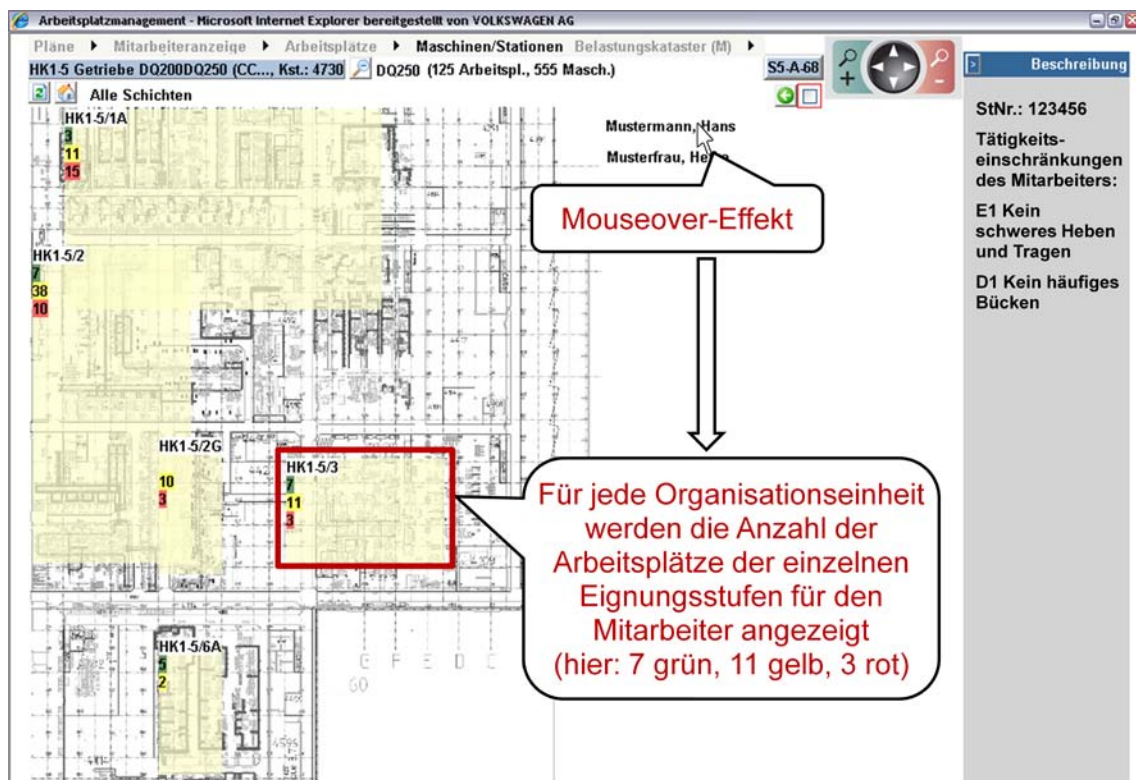 Arbeitsplatzmanagement - Microsoft Internet Explorer bereitgestellt von VOLKSWAGEN AG
Pläne Mitarbeiteranzeige Arbeitsplätze Maschinen/Stationen Belastungskataster (M)
HK1-5 Getriebe DQ200DQ250 (CC..., Kst.: 4730 DQ250 (125 Arbeitspl., 555 Masch.) S5-A-68
Alle Schichten
HK1-5/1A
3
11
15
HK1-5/2
7
38
10
HK1-5/2G
10
3
HK1-5/3
7
11
3
HK1-5/6A
5
2
G F E D C
60
4595
Mustermann, Hans
Musterfrau,
Mouseover-Effekt
Für jede Organisationseinheit
werden die Anzahl der
Arbeitsplätze der einzelnen
Eignungsstufen für den
Mitarbeiter angezeigt
(hier: 7 grün, 11 gelb, 3 rot)
Beschreibung
StNr.: 123456
Tätigkeits-
einschränkungen
des Mitarbeiters:
E1 Kein
schweres Heben
und Tragen
D1 Kein häufiges
Bücken